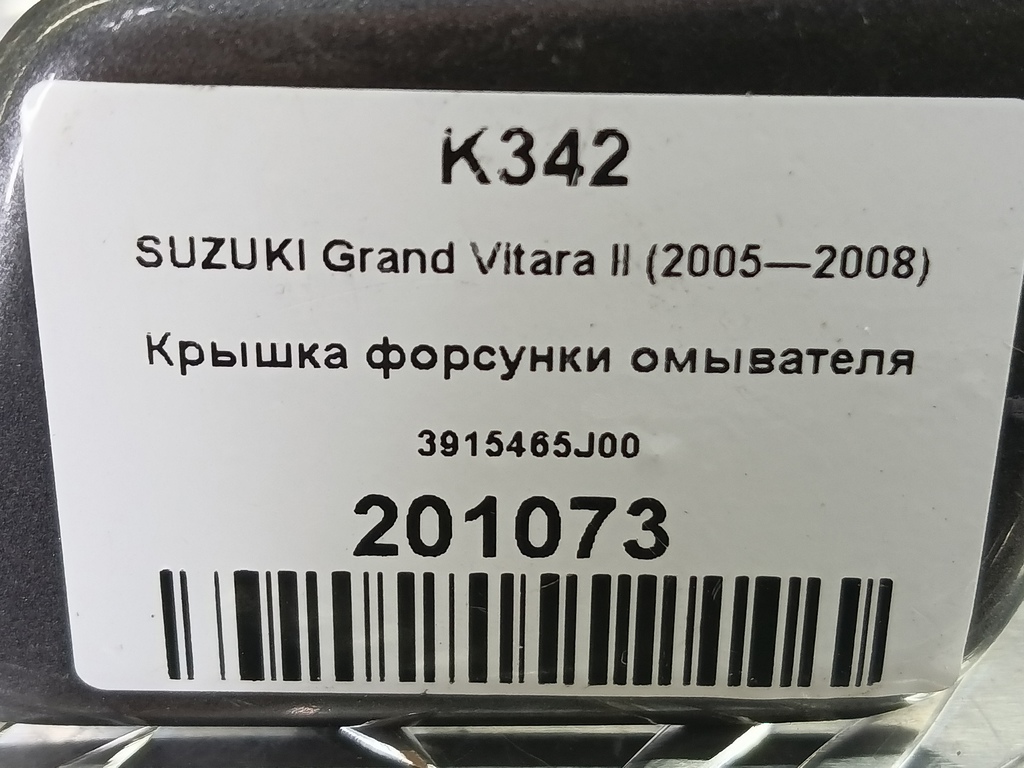 K342
SUZUKI Grand Vitara II (2005—2008)
Крышка форсунки омывателя
3915465J00
201073